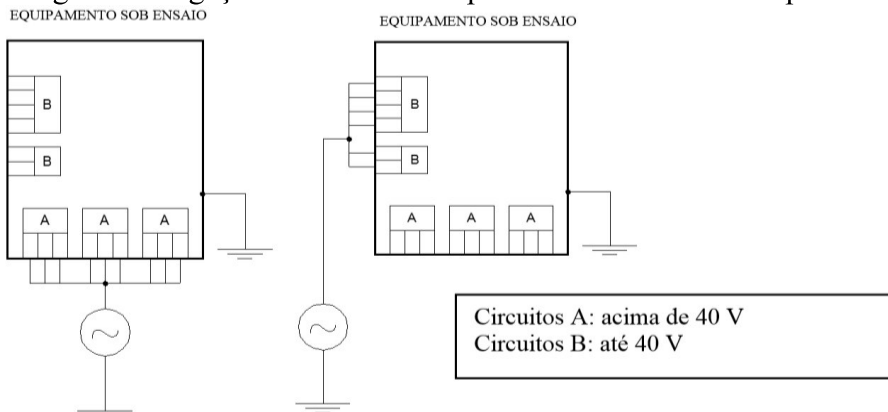 EQUIPAMENTO SOB ENSAIO
B
B
A A A
EQUIPAMENTO SOB ENSAIO
B
B
A A A
Circuitos A: acima de 40 V
Circuitos B: até 40 V